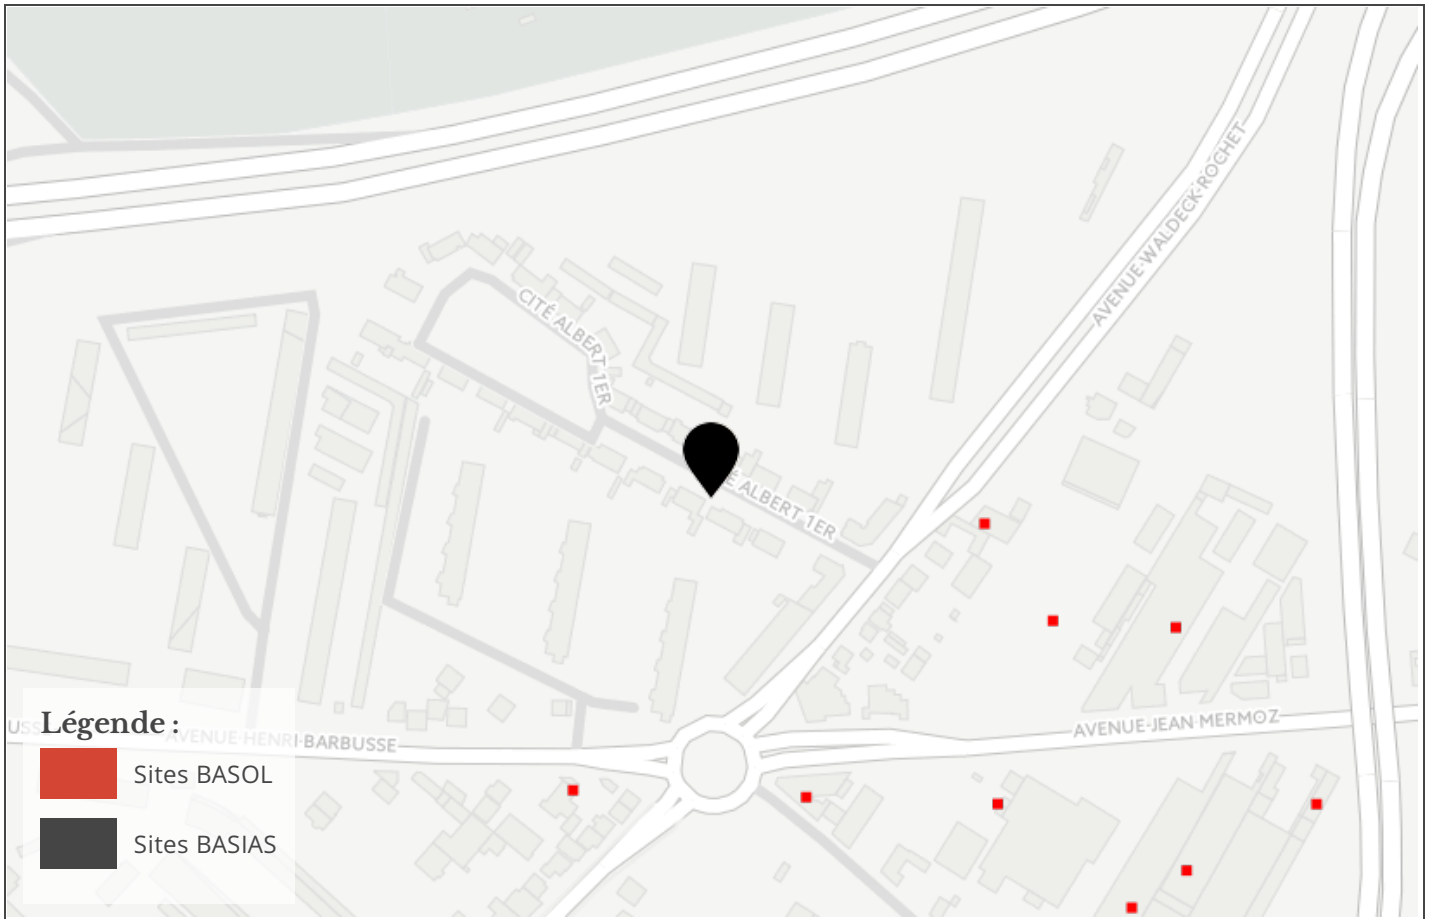 AVENUE-WALDECK-ROCHET
CITÉ ALBERT 1ER
É ALBERT 1ER
AVENUE-JEAN MERMOZ
Légende :
USS
AVENUE-HENRI-BARBUSSE
Sites BASOL
Sites BASIAS